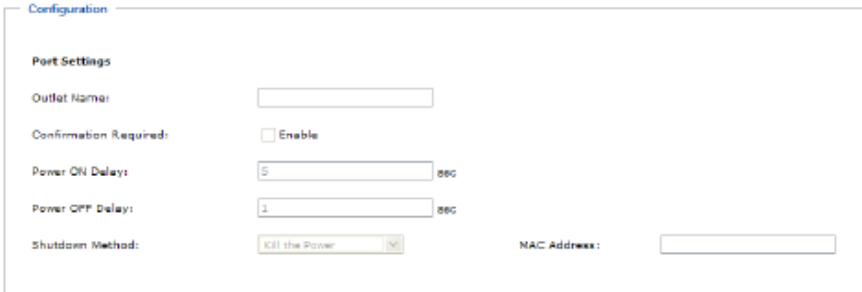 Configuration
Port Settings
Outlet Name:
Confirmation Required: Enable
Power ON Delay: 5 sec
Power OFF Delay: 1 sec
Shutdown Method: Kill the Power MAC Address: